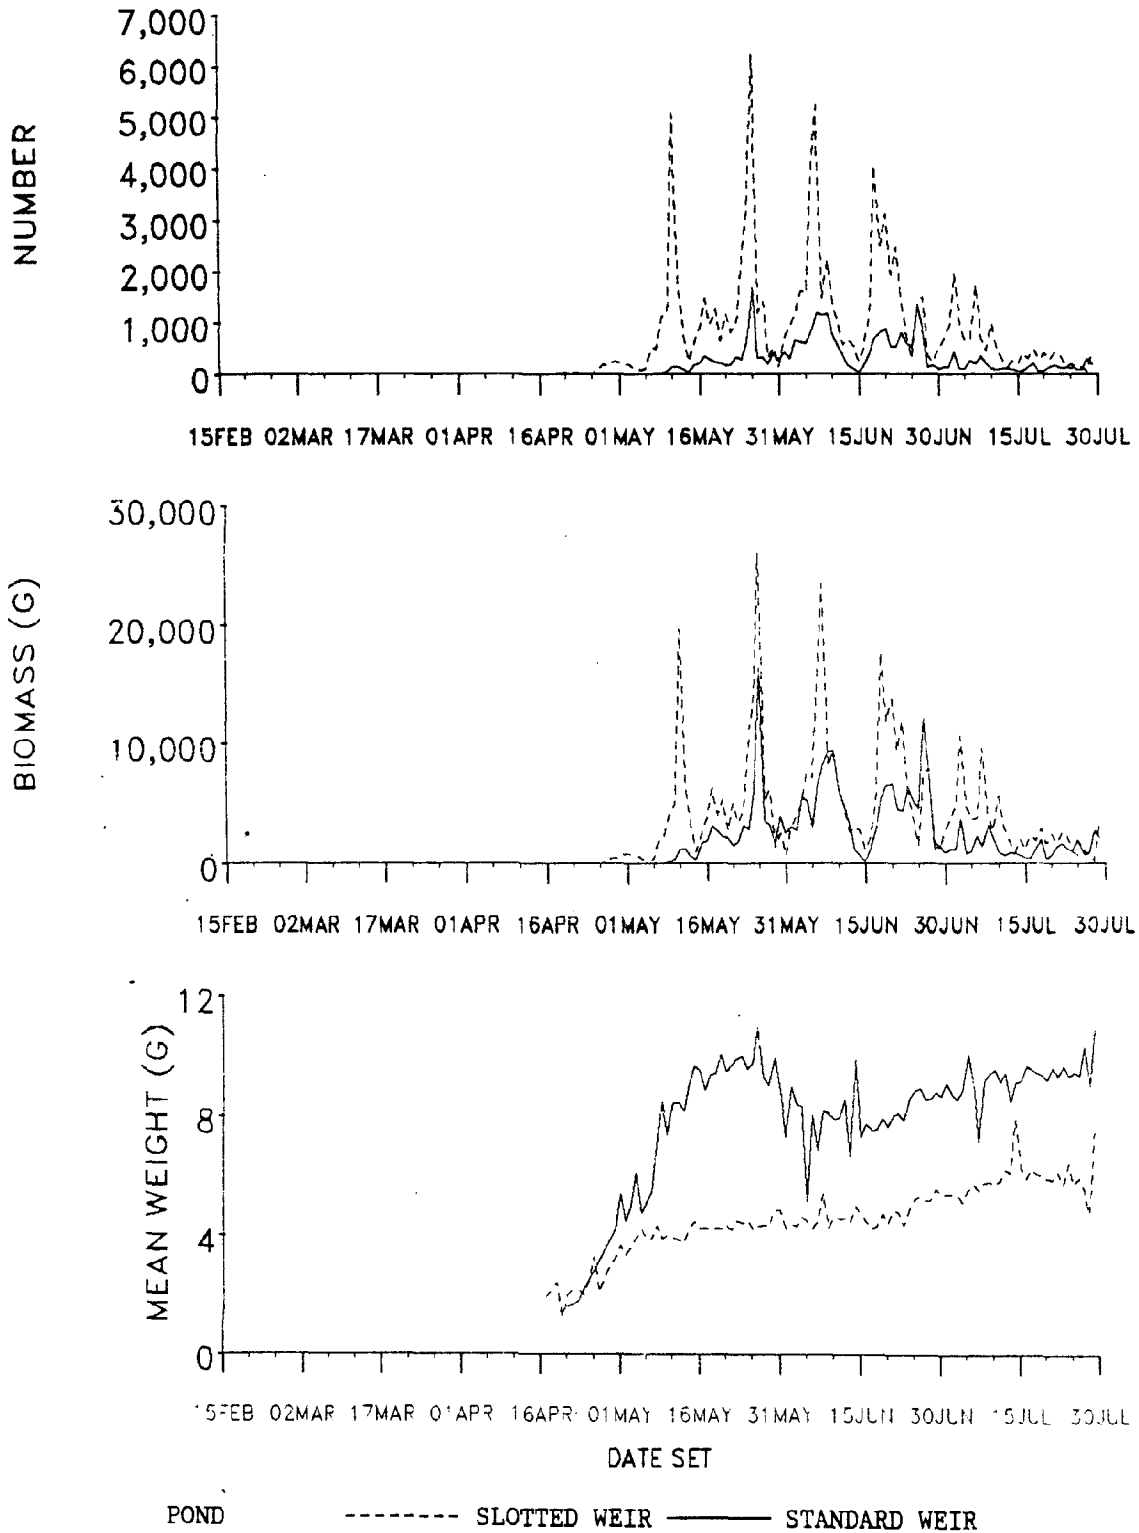 NUMBER
7,000
6,000
5,000
4,000
3,000
2,000
1,000
0
15FEB 02MAR 17MAR 01APR 16APR 01MAY 16MAY 31MAY 15JUN 30JUN 15JUL 30JUL
BIOMASS (G)
30,000
20,000
10,000
0
15FEB 02MAR 17MAR 01APR 16APR 01MAY 16MAY 31MAY 15JUN 30JUN 15JUL 30JUL
MEAN WEIGHT (G)
12
8
4
0
15FEB 02MAR 17MAR 01APR 16APR 01MAY 16MAY 31MAY 15JUN 30JUN 15JUL 30JUL
DATE SET
POND SLOTTED WEIR STANDARD WEIR